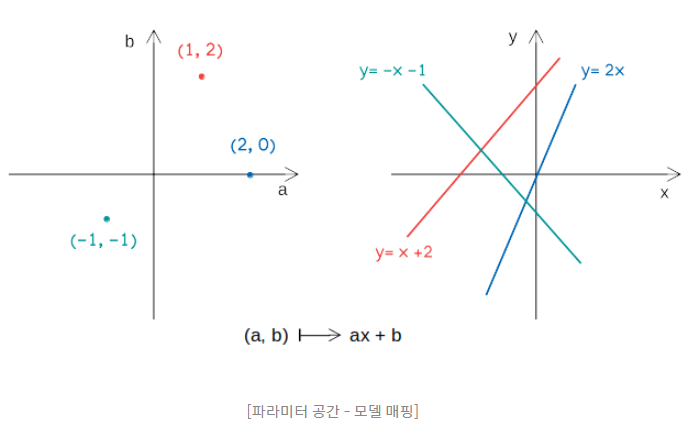 b
(1, 2)
(2, 0)
a
(-1, -1)
y
y= -x -1
y= 2x
x
y= x +2
(a, b) ⟼ ax + b
[파라미터 공간 - 모델 매핑]